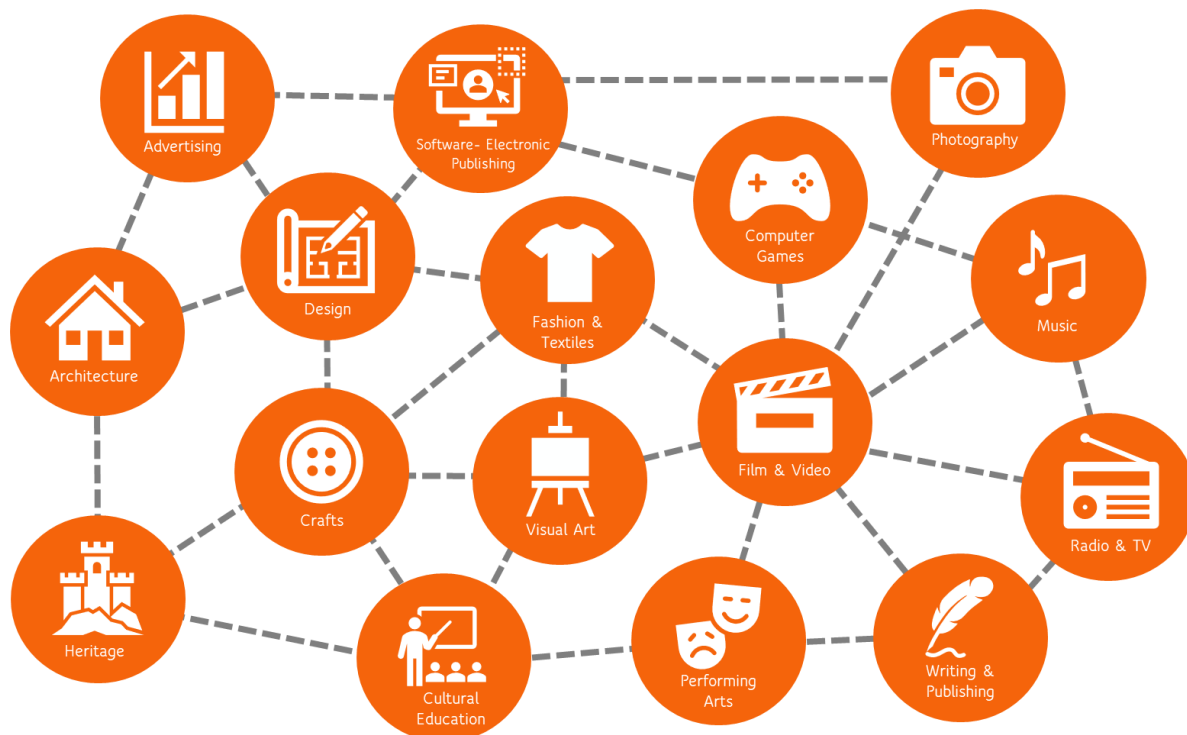 Advertising
Software- Electronic
Publishing
Photography
Computer
Games
Design
Fashion &
Textiles
Music
Architecture
Film & Video
Crafts
Visual Art
Radio & TV
Heritage
Cultural
Education
Performing
Arts
Writing &
Publishing